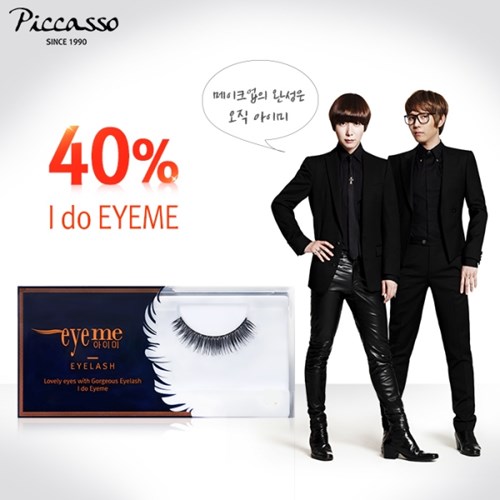 Piccasso
SINCE 1990
메이크업의 완성은
오직 아이미
40%
I do EYEME
eyeme
아이미
EYELASH
Lovely eyes with Gorgeous Eyelash
I do Eyeme